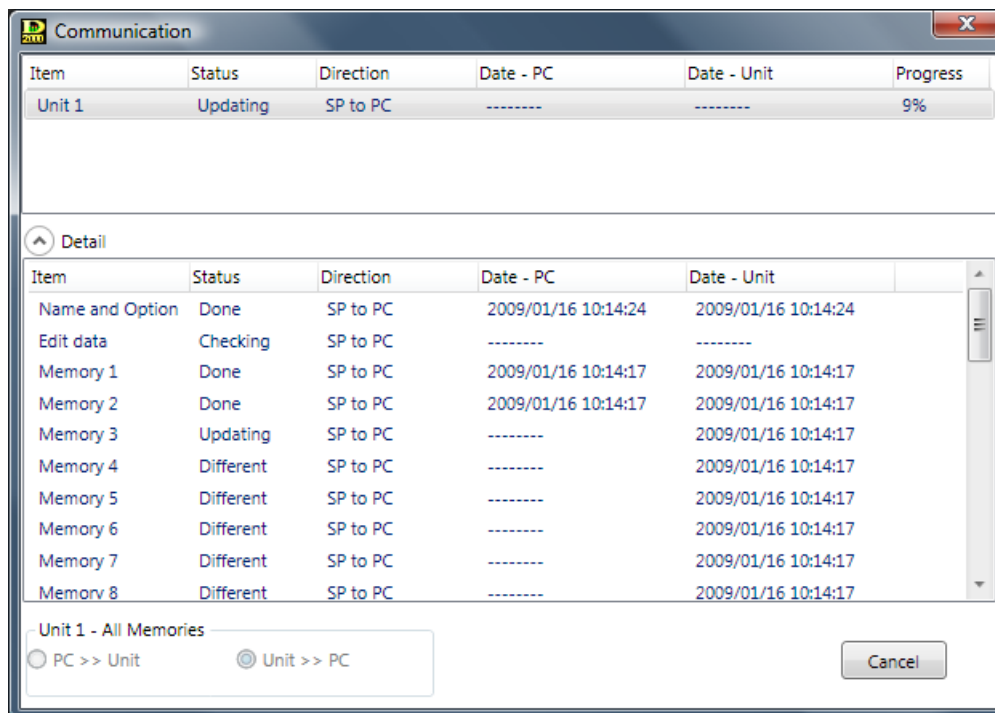 Communication
Item Status Direction Date - PC Date - Unit Progress
Unit 1 Updating SP to PC -------- -------- 9%
Detail
Item Status Direction Date - PC Date - Unit
Name and Option Done SP to PC 2009/01/16 10:14:24 2009/01/16 10:14:24
Edit data Checking SP to PC -------- --------
Memory 1 Done SP to PC 2009/01/16 10:14:17 2009/01/16 10:14:17
Memory 2 Done SP to PC 2009/01/16 10:14:17 2009/01/16 10:14:17
Memory 3 Updating SP to PC -------- 2009/01/16 10:14:17
Memory 4 Different SP to PC -------- 2009/01/16 10:14:17
Memory 5 Different SP to PC -------- 2009/01/16 10:14:17
Memory 6 Different SP to PC -------- 2009/01/16 10:14:17
Memory 7 Different SP to PC -------- 2009/01/16 10:14:17
Memory 8 Different SP to PC -------- 2009/01/16 10:14:17
Unit 1 - All Memories
PC >> Unit Unit >> PC
Cancel